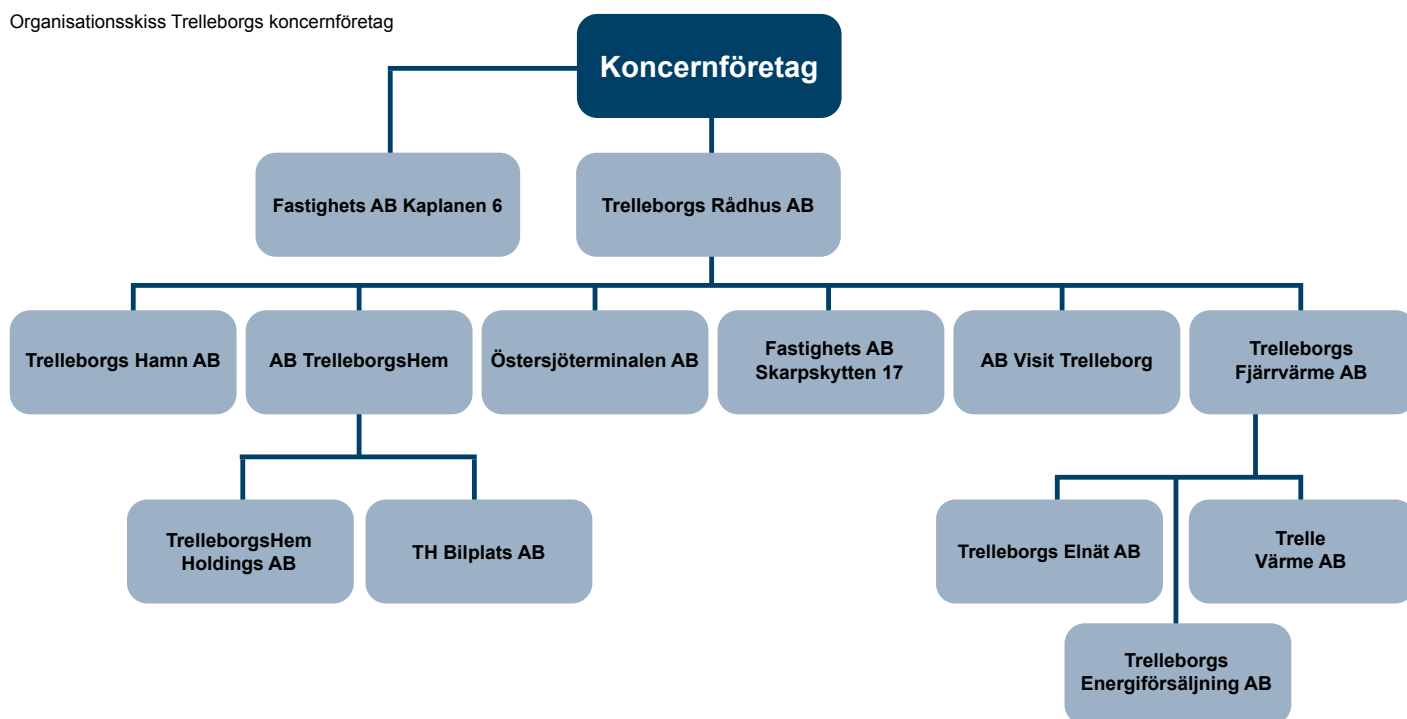 Organisationsskiss Trelleborgs koncernföretag
Koncernföretag
Fastighets AB Kaplanen 6
Trelleborgs Rådhus AB
Trelleborgs Hamn AB
AB TrelleborgsHem
Östersjöterminalen AB
Fastighets AB
Skarpskytten 17
AB Visit Trelleborg
Trelleborgs
Fjärrvärme AB
TrelleborgsHem
Holdings AB
TH Bilplats AB
Trelleborgs Elnät AB
Trelle
Värme AB
Trelleborgs
Energiförsäljning AB